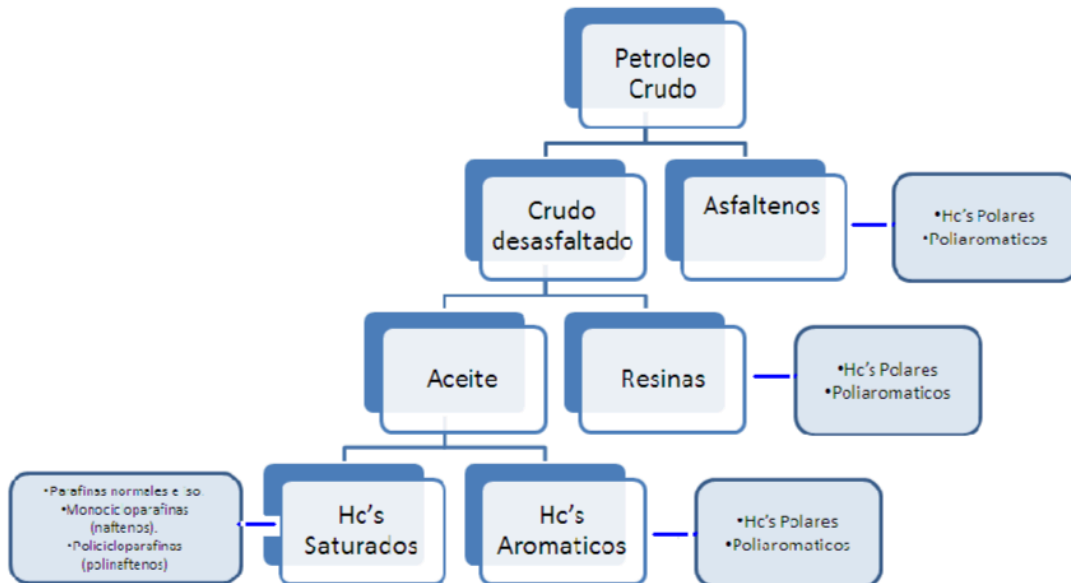 Petroleo
Crudo
Crudo
desasfaltado
Asfaltenos
•Hc's Polares
•Poliaromaticos
Aceite
Resinas
•Hc's Polares
•Poliaromaticos
•Parafinas normales e iso.
•Monocicloparafinas
(naftenos).
•Policicloparafinas
(polinaftenos)
Hc's
Saturados
Hc's
Aromaticos
•Hc's Polares
•Poliaromaticos